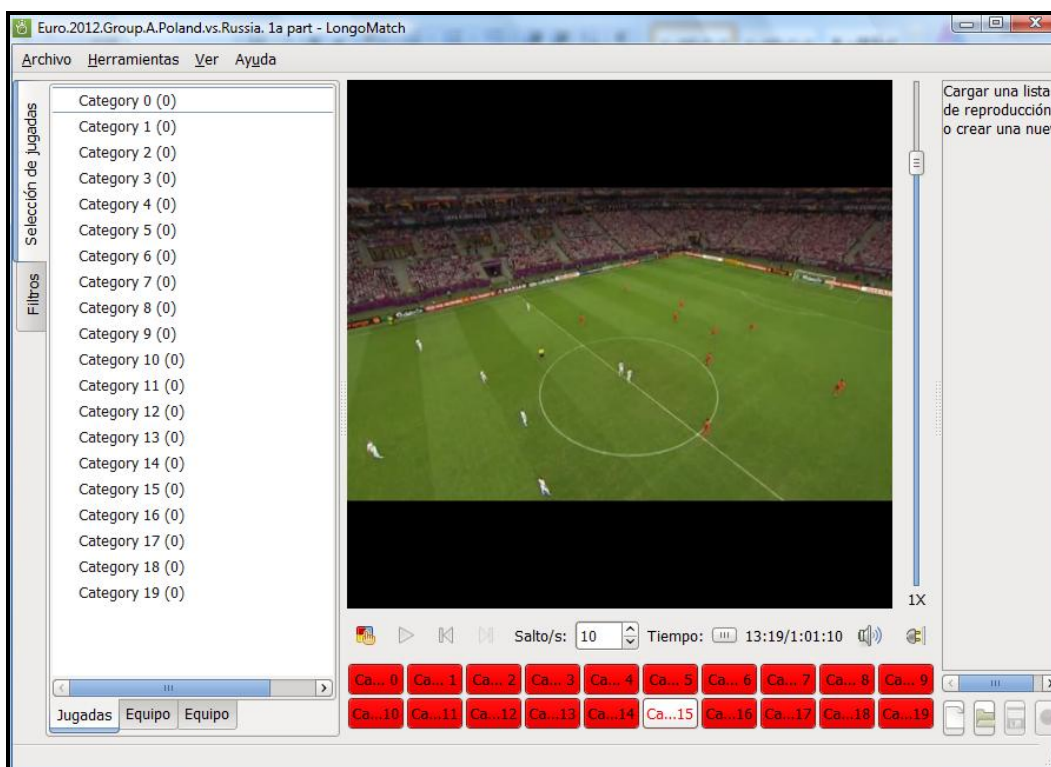 Euro.2012.Group.A.Poland.vs.Russia. 1a part - LongoMatch
Archivo Herramientas Ver Ayuda
Selección de jugadas
Filtros
Category 0 (0)
Category 1 (0)
Category 2 (0)
Category 3 (0)
Category 4 (0)
Category 5 (0)
Category 6 (0)
Category 7 (0)
Category 8 (0)
Category 9 (0)
Category 10 (0)
Category 11 (0)
Category 12 (0)
Category 13 (0)
Category 14 (0)
Category 15 (0)
Category 16 (0)
Category 17 (0)
Category 18 (0)
Category 19 (0)
Jugadas Equipo Equipo
1X
Salto/s: 10 Tiempo: 13:19/1:01:10
Ca... 0 Ca... 1 Ca... 2 Ca... 3 Ca... 4 Ca... 5 Ca... 6 Ca... 7 Ca... 8 Ca... 9
Ca...10 Ca...11 Ca...12 Ca...13 Ca...14 Ca...15 Ca...16 Ca...17 Ca...18 Ca...19
Cargar una lista
de reproducción
o crear una nue